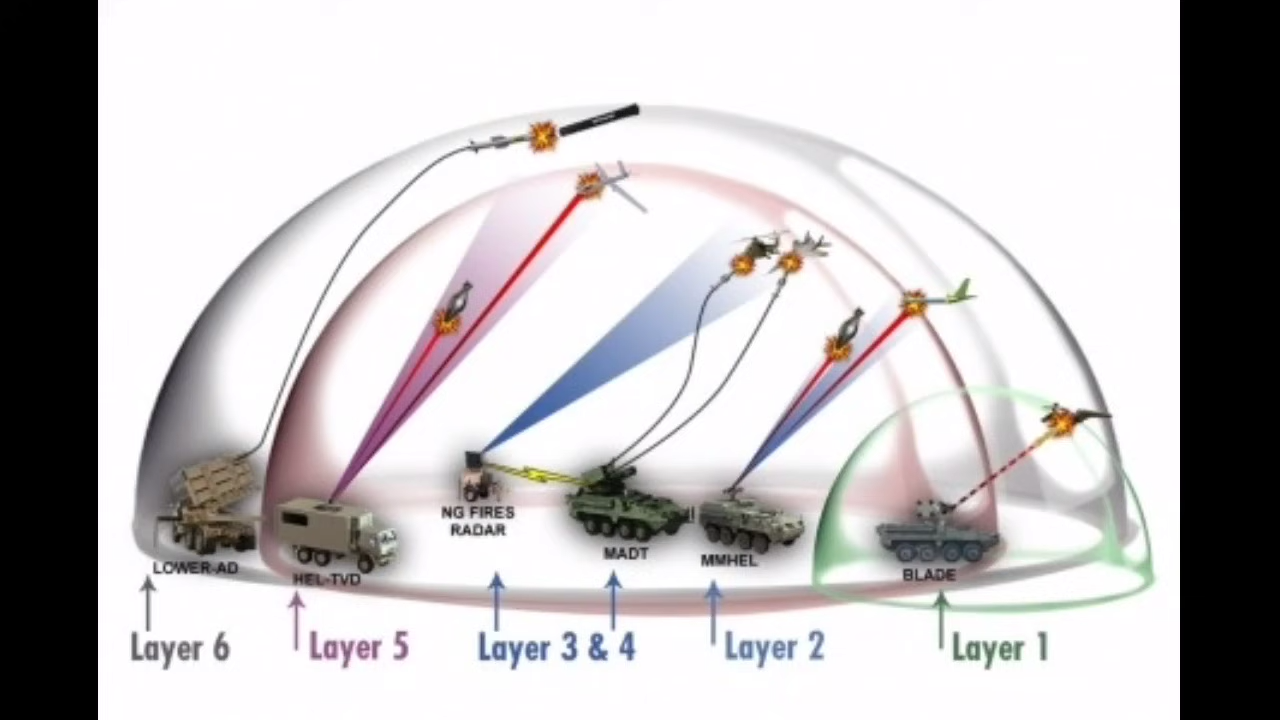 NG FIRES
RADAR
MADT
MMHEL
LOWER-AD
HEL-TVD
BLADE
Layer 6
Layer 5
Layer 3 & 4
Layer 2
Layer 1